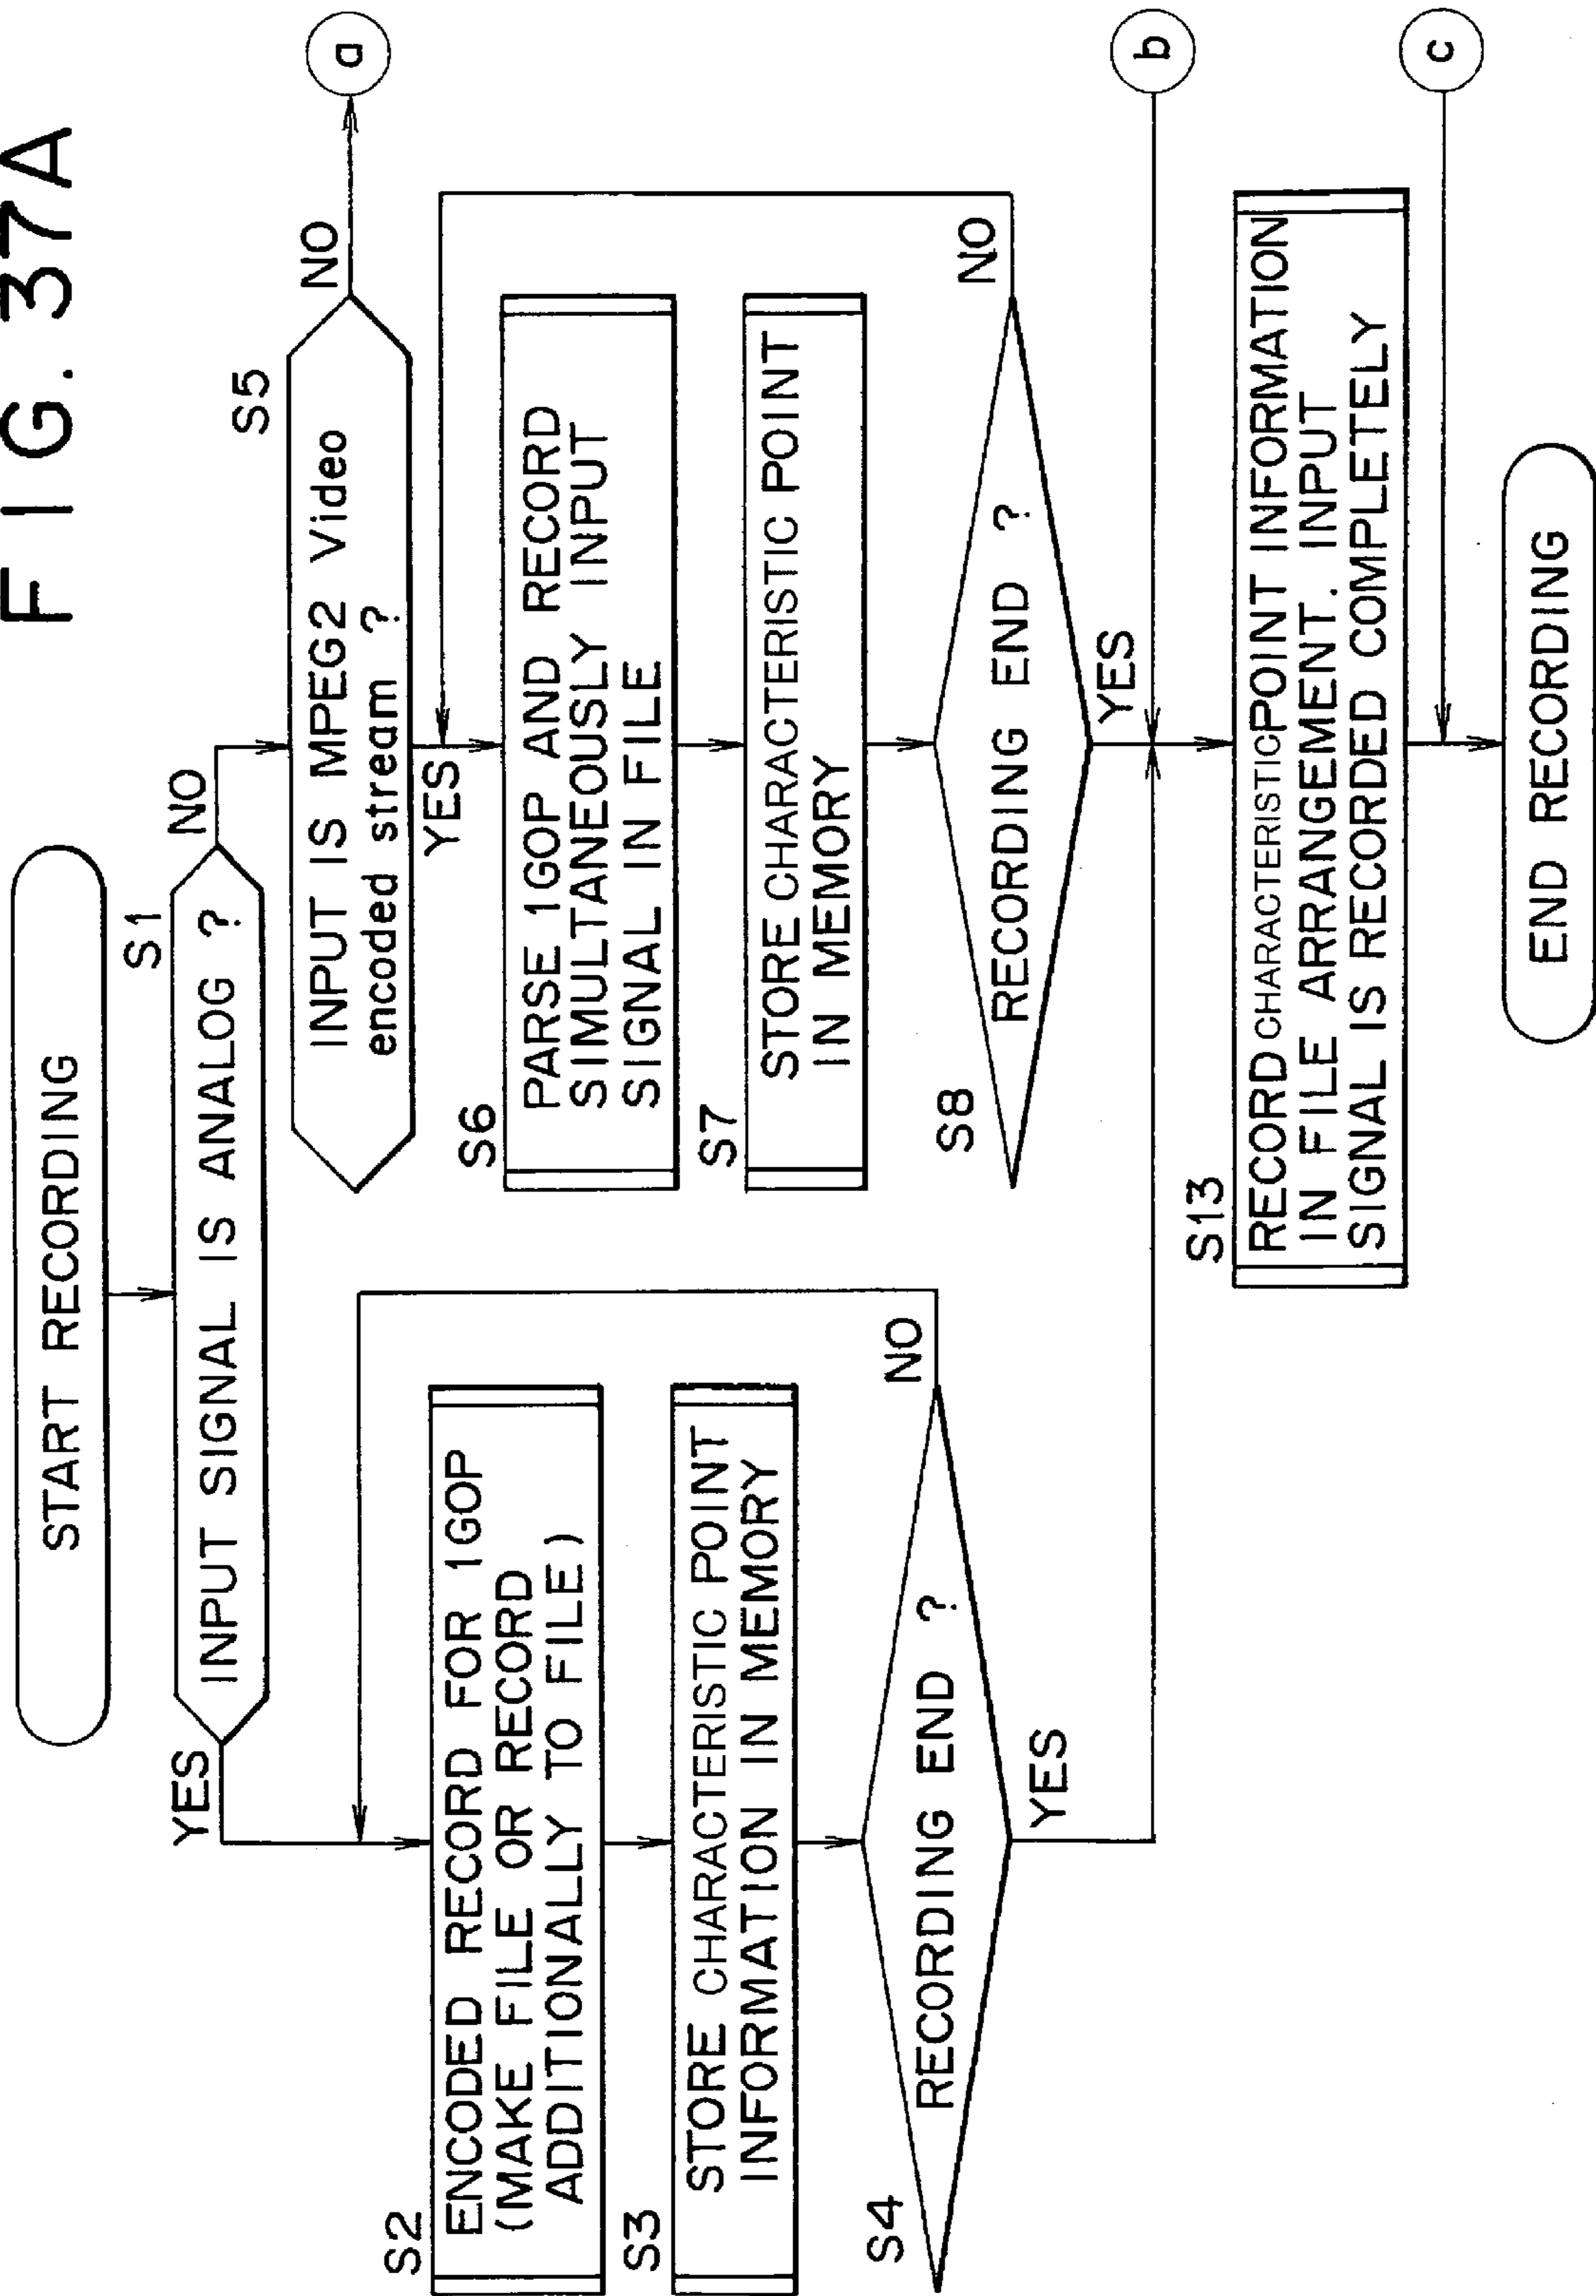 FIG. 37A
START RECORDING
S1
INPUT SIGNAL IS ANALOG ?
YES
NO
S2
ENCODED RECORD FOR 1GOP
(MAKE FILE OR RECORD
ADDITIONALLY TO FILE)
S3
STORE CHARACTERISTIC POINT
INFORMATION IN MEMORY
S4
RECORDING END ?
NO
YES
S5
INPUT IS MPEG2 Video
encoded stream ?
NO
a
YES
S6
PARSE 1GOP AND RECORD
SIMULTANEOUSLY INPUT
SIGNAL IN FILE
S7
STORE CHARACTERISTIC POINT
IN MEMORY
S8
RECORDING END ?
NO
YES
b
S13
RECORD CHARACTERISTIC POINT INFORMATION
IN FILE ARRANGEMENT. INPUT
SIGNAL IS RECORDED COMPLETELY
c
END RECORDING